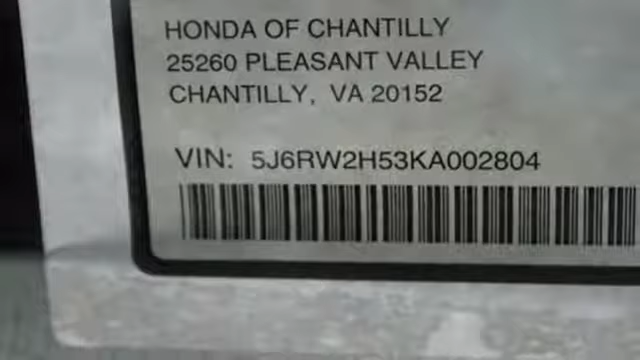 HONDA OF CHANTILLY
25260 PLEASANT VALLEY
CHANTILLY, VA 20152
VIN: 5J6RW2H53KA002804